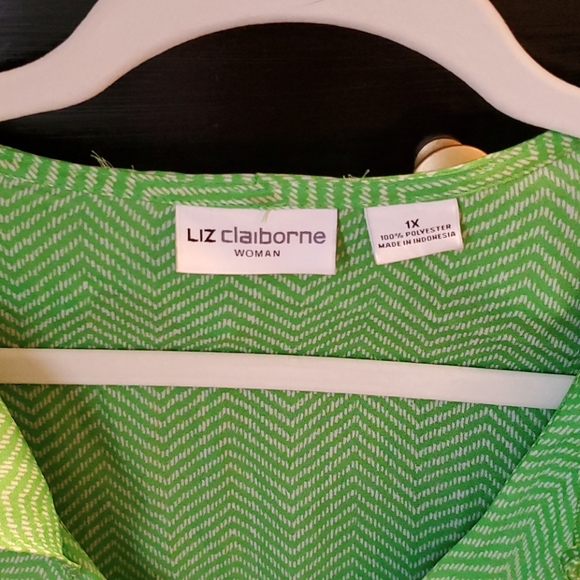 LIZ claiborne
WOMAN
1X
100% POLYESTER
MADE IN INDONESIA